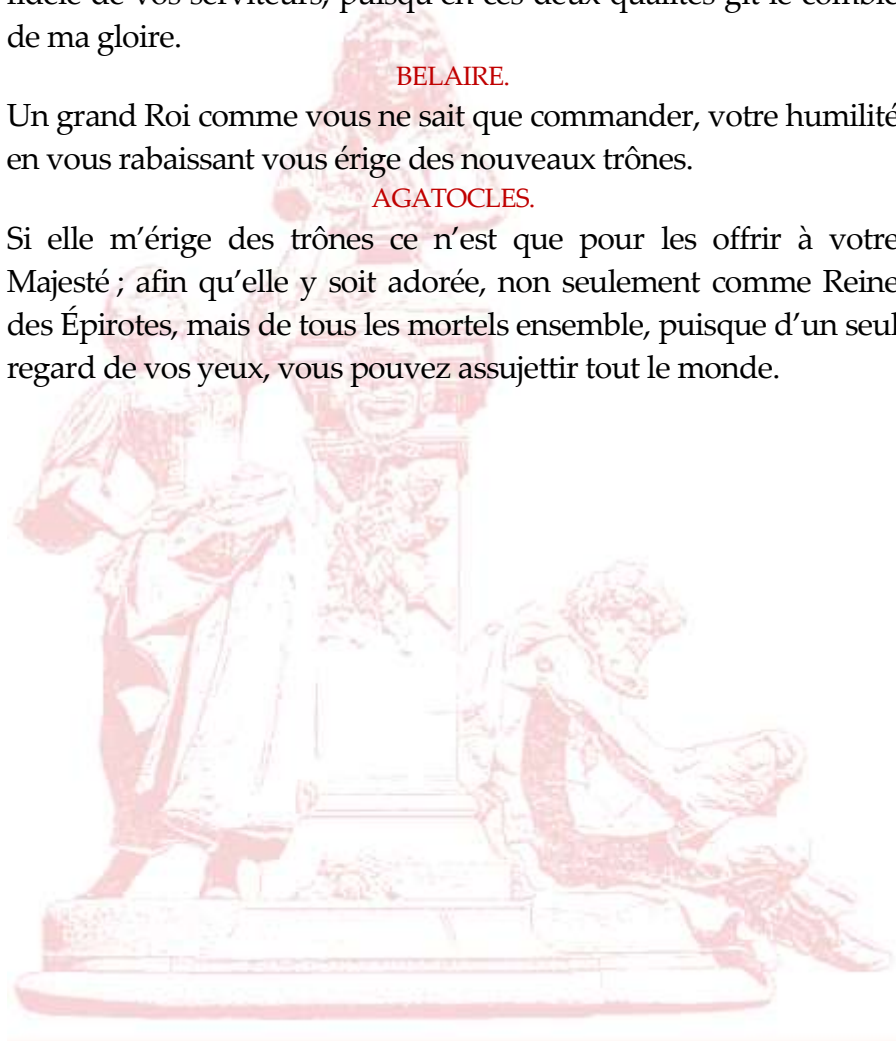 fidèle de vos serviteurs, puisqu'en ces deux qualités gît le comble
de ma gloire.
BELAIRE.
Un grand Roi comme vous ne sait que commander, votre humilité
en vous rabaissant vous érige des nouveaux trônes.
AGATOCLES.
Si elle m’érige des trônes ce n’est que pour les offrir à votre
Majesté ; afin qu’elle y soit adorée, non seulement comme Reine
des Épirotes, mais de tous les mortels ensemble, puisque d’un seul
regard de vos yeux, vous pouvez assujettir tout le monde.